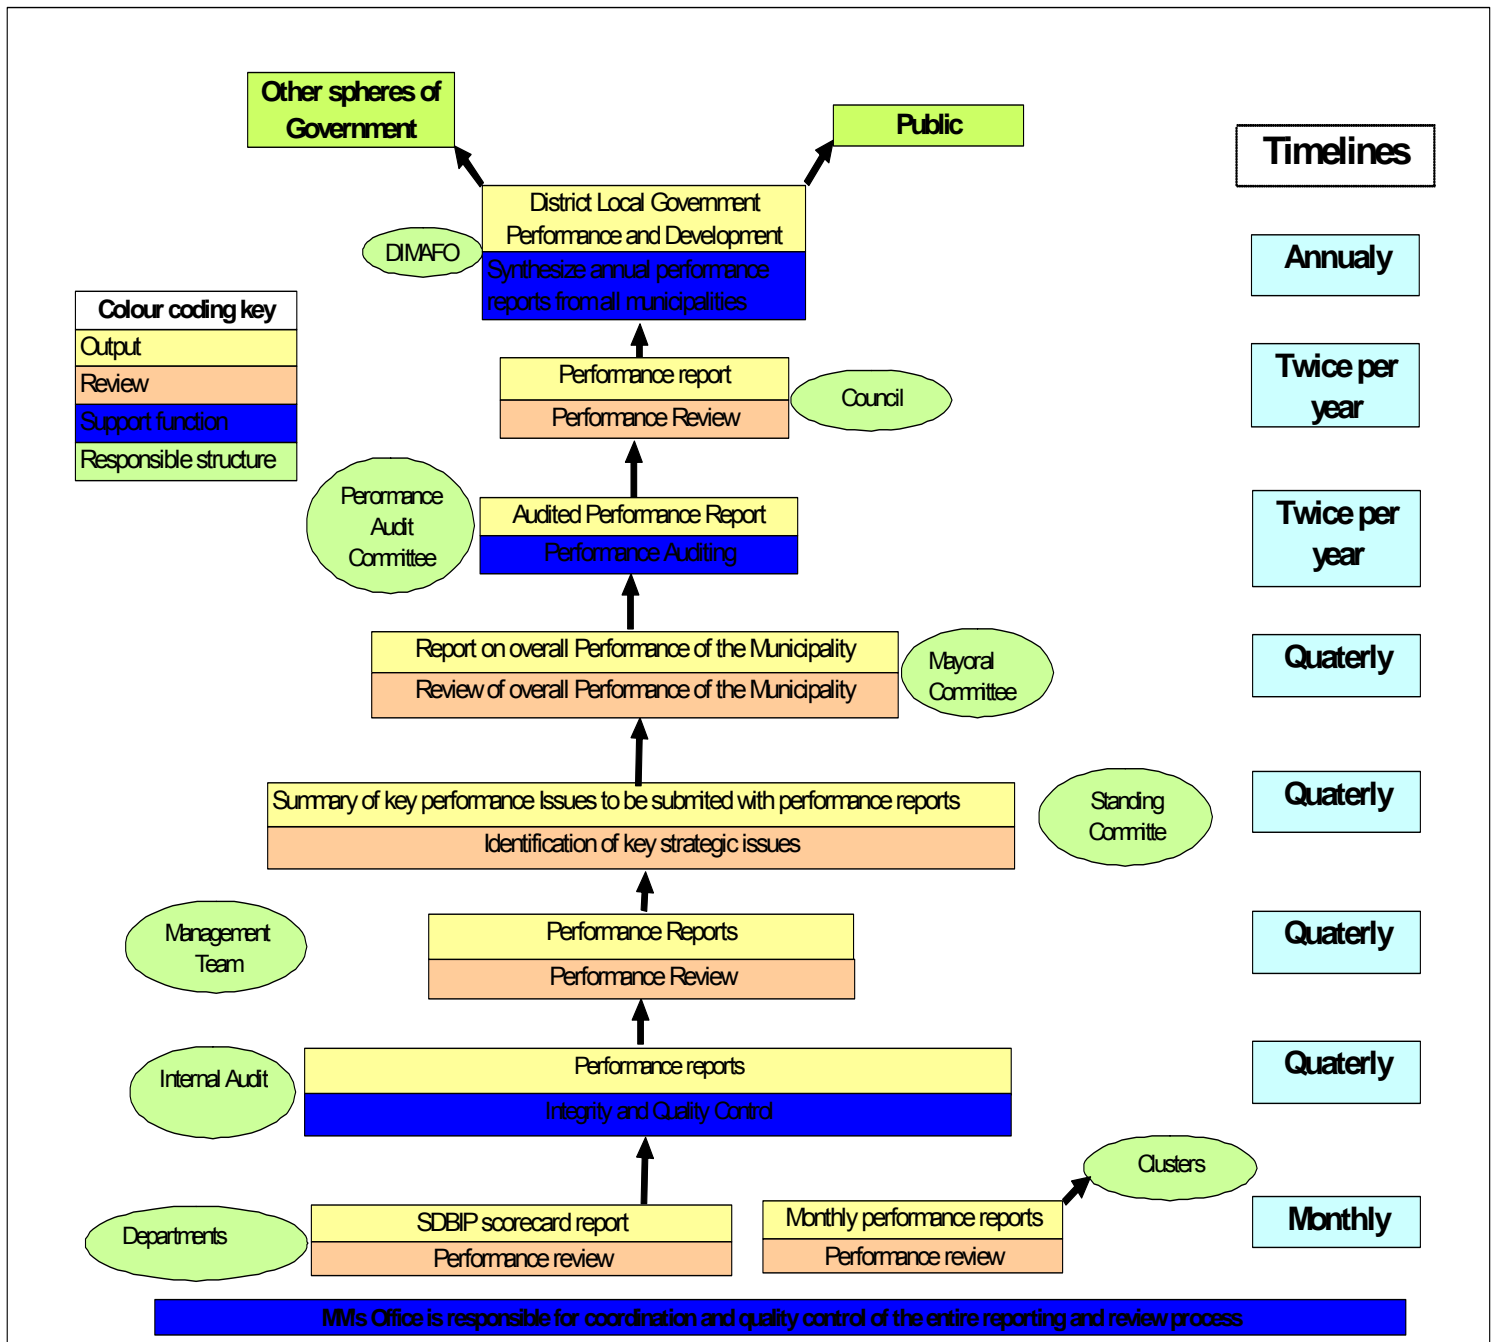 Other spheres of
Government
Public
Timelines
District Local Government
Performance and Development
DIMAFO
Synthesize annual performance
reports from all municipalities
Annualy
Colour coding key
Output
Review
Support function
Responsible structure
Performance report
Performance Review
Council
Twice per
year
Perormance
Audit
Committee
Audited Performance Report
Performance Auditing
Twice per
year
Report on overall Performance of the Municipality
Review of overall Performance of the Municipality
Mayoral
Committee
Quaterly
Summary of key performance Issues to be submited with performance reports
Identification of key strategic issues
Standing
Committe
Quaterly
Management
Team
Performance Reports
Performance Review
Quaterly
Internal Audit
Performance reports
Integrity and Quality Control
Quaterly
Clusters
Departments
SDBIP scorecard report
Performance review
Monthly performance reports
Performance review
Monthly
MMs Office is responsible for coordination and quality control of the entire reporting and review process